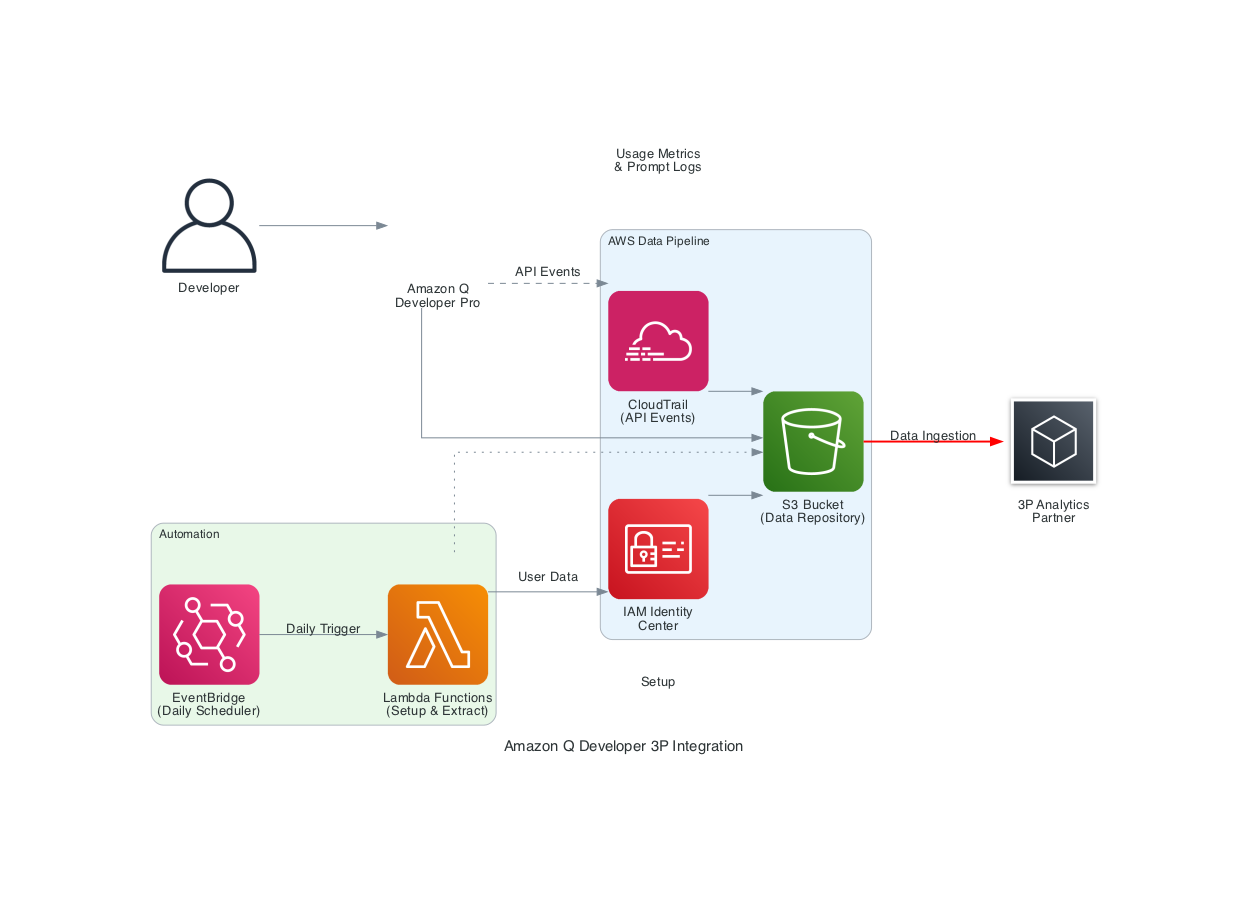 Usage Metrics
& Prompt Logs
AWS Data Pipeline
API Events
Developer
Amazon Q
Developer Pro
CloudTrail
(API Events)
Data Ingestion
S3 Bucket
(Data Repository)
3P Analytics
Partner
Automation
User Data
IAM Identity
Center
Daily Trigger
EventBridge
(Daily Scheduler)
Lambda Functions
(Setup & Extract)
Setup
Amazon Q Developer 3P Integration